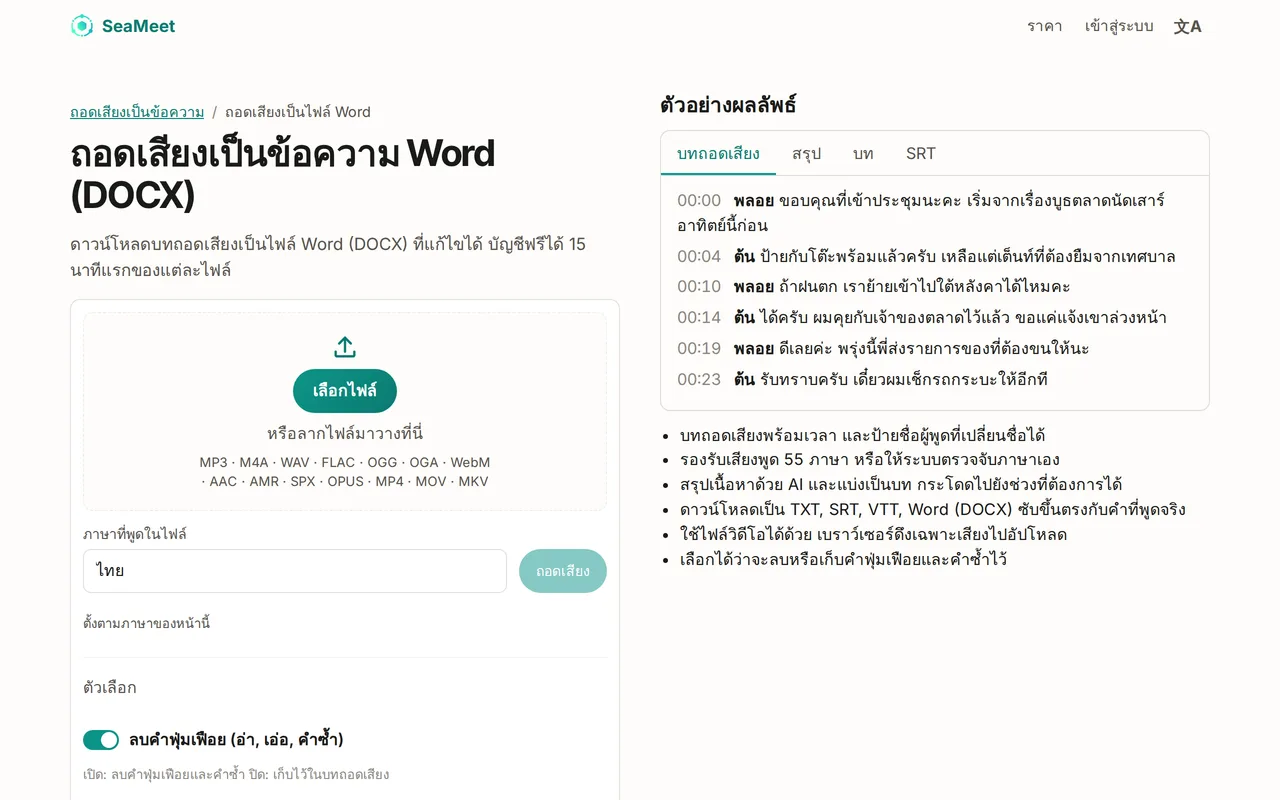 SeaMeet
ราคา
เข้าสู่ระบบ
文A
ถอดเสียงเป็นข้อความ / ถอดเสียงเป็นไฟล์ Word
ถอดเสียงเป็นข้อความ Word
(DOCX)
ดาวน์โหลดบทถอดเสียงเป็นไฟล์ Word (DOCX) ที่แก้ไขได้ บัญชีฟรีได้ 15
นาทีแรกของแต่ละไฟล์
เลือกไฟล์
หรือลากไฟล์มาวางที่นี่
MP3 · M4A · WAV · FLAC · OGG · OGA · WebM
· AAC · AMR · SPX · OPUS · MP4 · MOV · MKV
ภาษาที่พูดในไฟล์
ไทย
ถอดเสียง
ตั้งตามภาษาของหน้านี้
ตัวเลือก
ลบคำฟุ่มเฟือย (อ่า, เอ่อ, คำซ้ำ)
เปิด: ลบคำฟุ่มเฟือยและคำซ้ำ ปิด: เก็บไว้ในบทถอดเสียง
ตัวอย่างผลลัพธ์
บทถอดเสียง
สรุป
บท
SRT
00:00 พลอย ขอบคุณที่เข้าประชุมนะคะ เริ่มจากเรื่องบูธตลาดนัดเสาร์
อาทิตย์นี้ก่อน
00:04 ต้น ป้ายกับโต๊ะพร้อมแล้วครับ เหลือแต่เต็นท์ที่ต้องยืมจากเทศบาล
00:10 พลอย ถ้าฝนตก เราย้ายเข้าไปใต้หลังคาได้ไหมคะ
00:14 ต้น ได้ครับ ผมคุยกับเจ้าของตลาดไว้แล้ว ขอแค่แจ้งเขาล่วงหน้า
00:19 พลอย ดีเลยค่ะ พรุ่งนี้พี่ส่งรายการของที่ต้องขนให้นะ
00:23 ต้น รับทราบครับ เดี๋ยวผมเช็กรถกระบะให้อีกที
• บทถอดเสียงพร้อมเวลา และป้ายชื่อผู้พูดที่เปลี่ยนชื่อได้
• รองรับเสียงพูด 55 ภาษา หรือให้ระบบตรวจจับภาษาเอง
• สรุปเนื้อหาด้วย AI และแบ่งเป็นบท กระโดดไปยังช่วงที่ต้องการได้
• ดาวน์โหลดเป็น TXT, SRT, VTT, Word (DOCX) ซับขึ้นตรงกับคำที่พูดจริง
• ใช้ไฟล์วิดีโอได้ด้วย เบราว์เซอร์ดึงเฉพาะเสียงไปอัปโหลด
• เลือกได้ว่าจะลบหรือเก็บคำฟุ่มเฟือยและคำซ้ำไว้